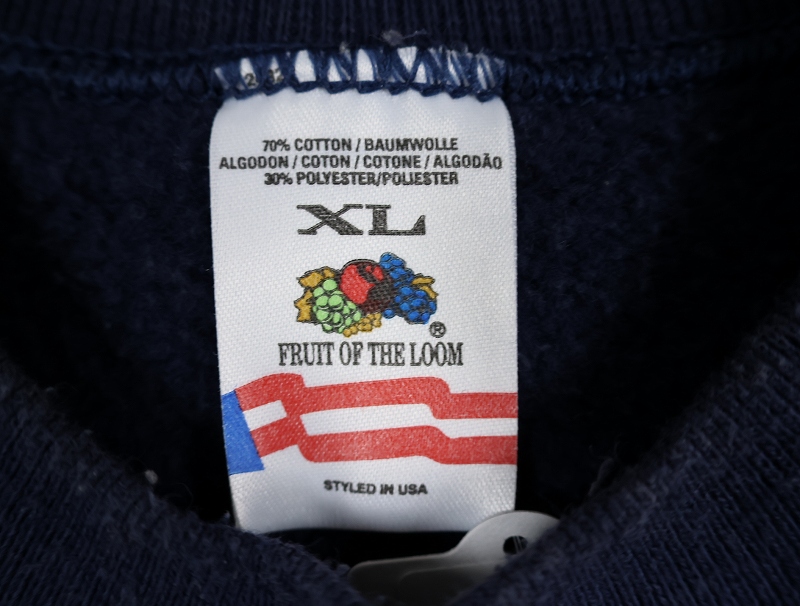 70% COTTON / BAUMWOLLE
ALGODON / COTON / COTONE / ALGODÃO
30% POLYESTER/POLIESTER
XL
®
FRUIT OF THE LOOM
STYLED IN USA